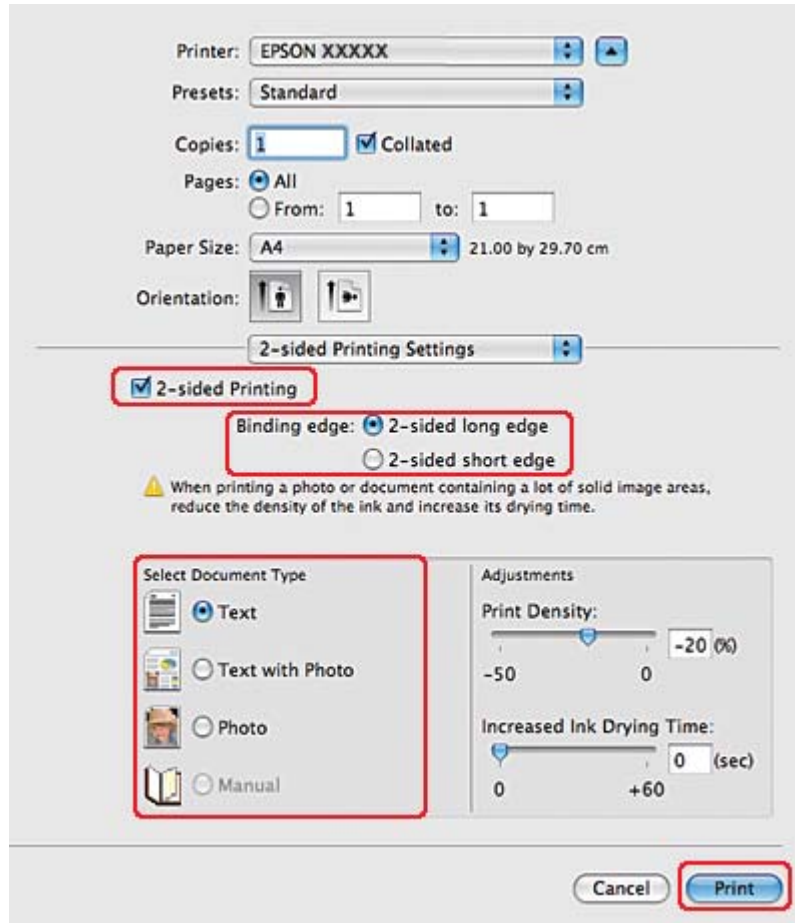 Printer: EPSON XXXXX
Presets: Standard
Copies: 1 Collated
Pages: All
From: 1 to: 1
Paper Size: A4 21.00 by 29.70 cm
Orientation:
2-sided Printing Settings
2-sided Printing
Binding edge: 2-sided long edge
2-sided short edge
When printing a photo or document containing a lot of solid image areas,
reduce the density of the ink and increase its drying time.
Select Document Type
Text
Text with Photo
Photo
Manual
Adjustments
Print Density:
-20 (%)
-50 0
Increased Ink Drying Time:
0 (sec)
0 +60
Cancel Print